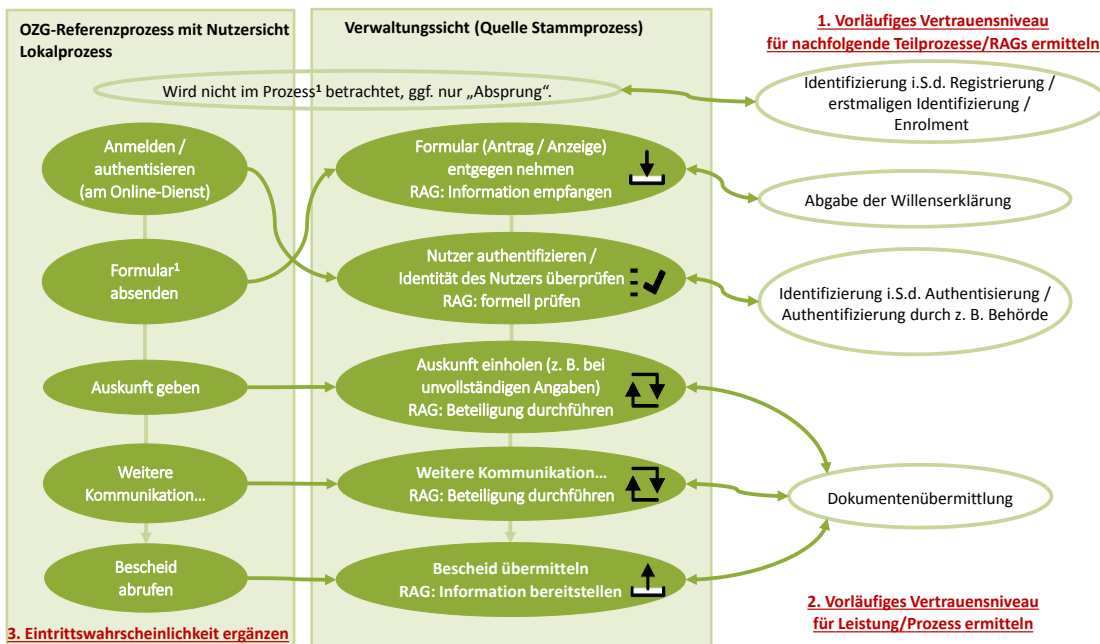 OZG-Referenzprozess mit Nutzersicht
Lokalprozess
Verwaltungssicht (Quelle Stammprozess)
1. Vorläufiges Vertrauensniveau
für nachfolgende Teilprozesse/RAGs ermitteln
Wird nicht im Prozess¹ betrachtet, ggf. nur „Absprung“.
Identifizierung i.S.d. Registrierung /
erstmaligen Identifizierung /
Enrolment
Anmelden /
authentisieren
(am Online-Dienst)
Formular (Antrag / Anzeige)
entgegen nehmen
RAG: Information empfangen
Abgabe der Willenserklärung
Formular¹
absenden
Nutzer authentifizieren /
Identität des Nutzers überprüfen
RAG: formell prüfen
Identifizierung i.S.d. Authentisierung /
Authentifizierung durch z. B. Behörde
Auskunft geben
Auskunft einholen (z. B. bei
unvollständigen Angaben)
RAG: Beteiligung durchführen
Weitere
Kommunikation…
Weitere Kommunikation…
RAG: Beteiligung durchführen
Dokumentenübermittlung
Bescheid
abrufen
Bescheid übermitteln
RAG: Information bereitstellen
2. Vorläufiges Vertrauensniveau
für Leistung/Prozess ermitteln
3. Eintrittswahrscheinlichkeit ergänzen